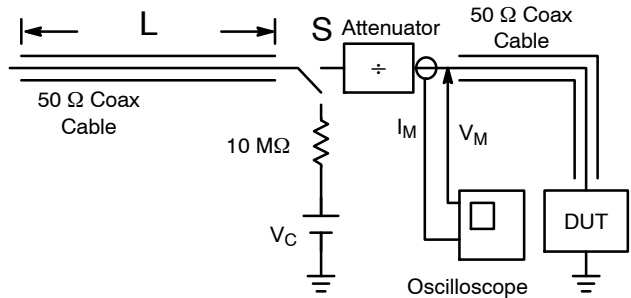 L
S
Attenuator
÷
50 Ω Coax
Cable
50 Ω Coax
Cable
10 MΩ
I_M
V_M
V_C
DUT
Oscilloscope